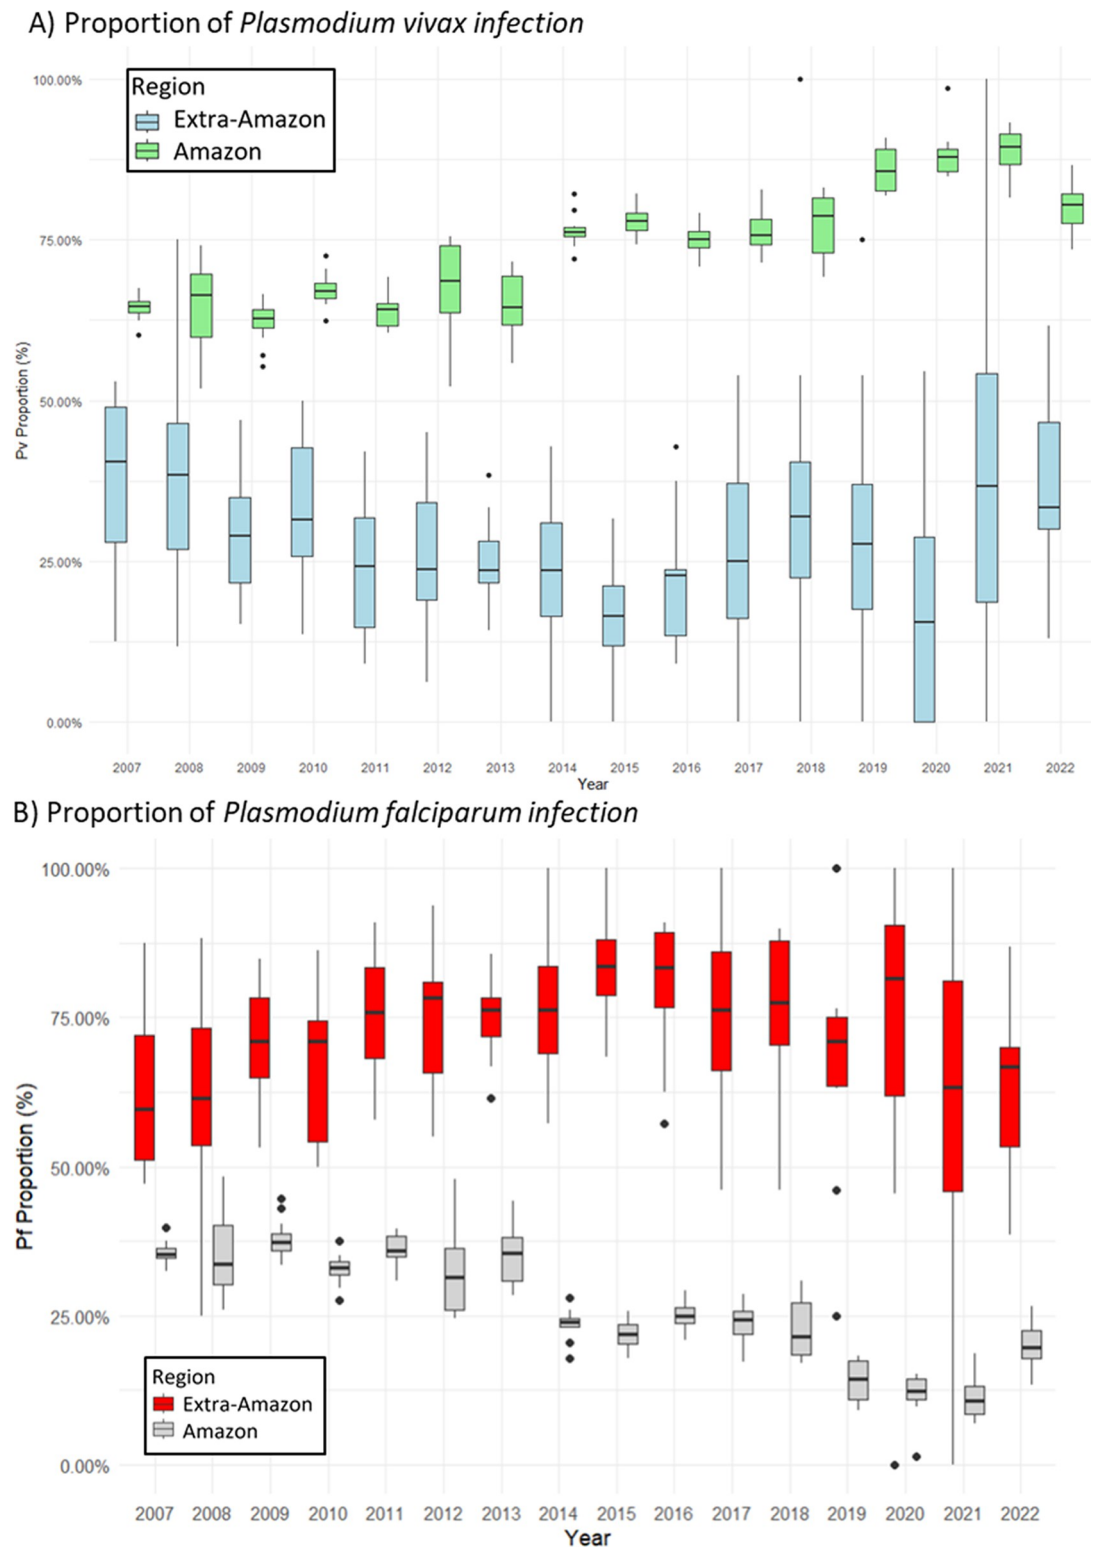 A) Proportion of Plasmodium vivax infection
Region
Extra-Amazon
Amazon
100.00%
75.00%
50.00%
25.00%
0.00%
Pv Proportion (%)
2007 2008 2009 2010 2011 2012 2013 2014 2015 2016 2017 2018 2019 2020 2021 2022
Year
B) Proportion of Plasmodium falciparum infection
100.00%
75.00%
50.00%
25.00%
0.00%
Pf Proportion (%)
Region
Extra-Amazon
Amazon
2007 2008 2009 2010 2011 2012 2013 2014 2015 2016 2017 2018 2019 2020 2021 2022
Year